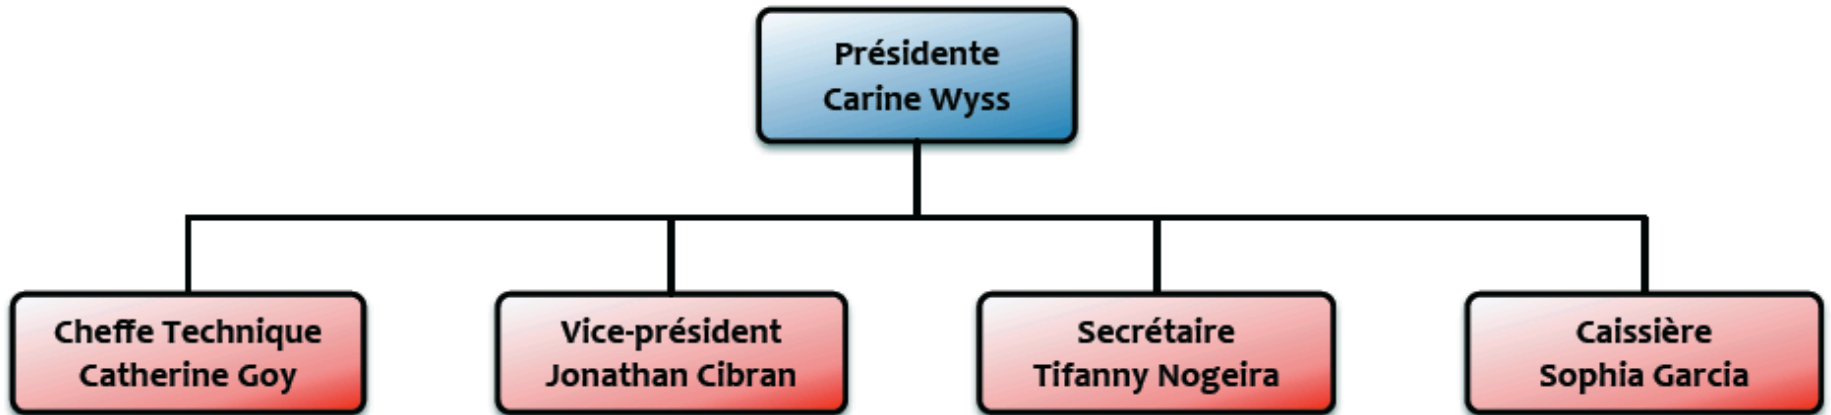 Présidente
Carine Wyss
Cheffe Technique
Catherine Goy
Vice-président
Jonathan Cibran
Secrétaire
Tifanny Nogeira
Caissière
Sophia Garcia